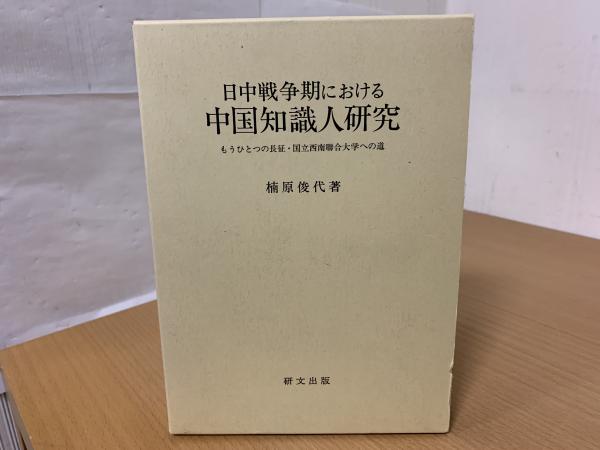 日中戦争期における
中国知識人研究
もうひとつの長征・国立西南聯合大学への道
楠原俊代著
研文出版